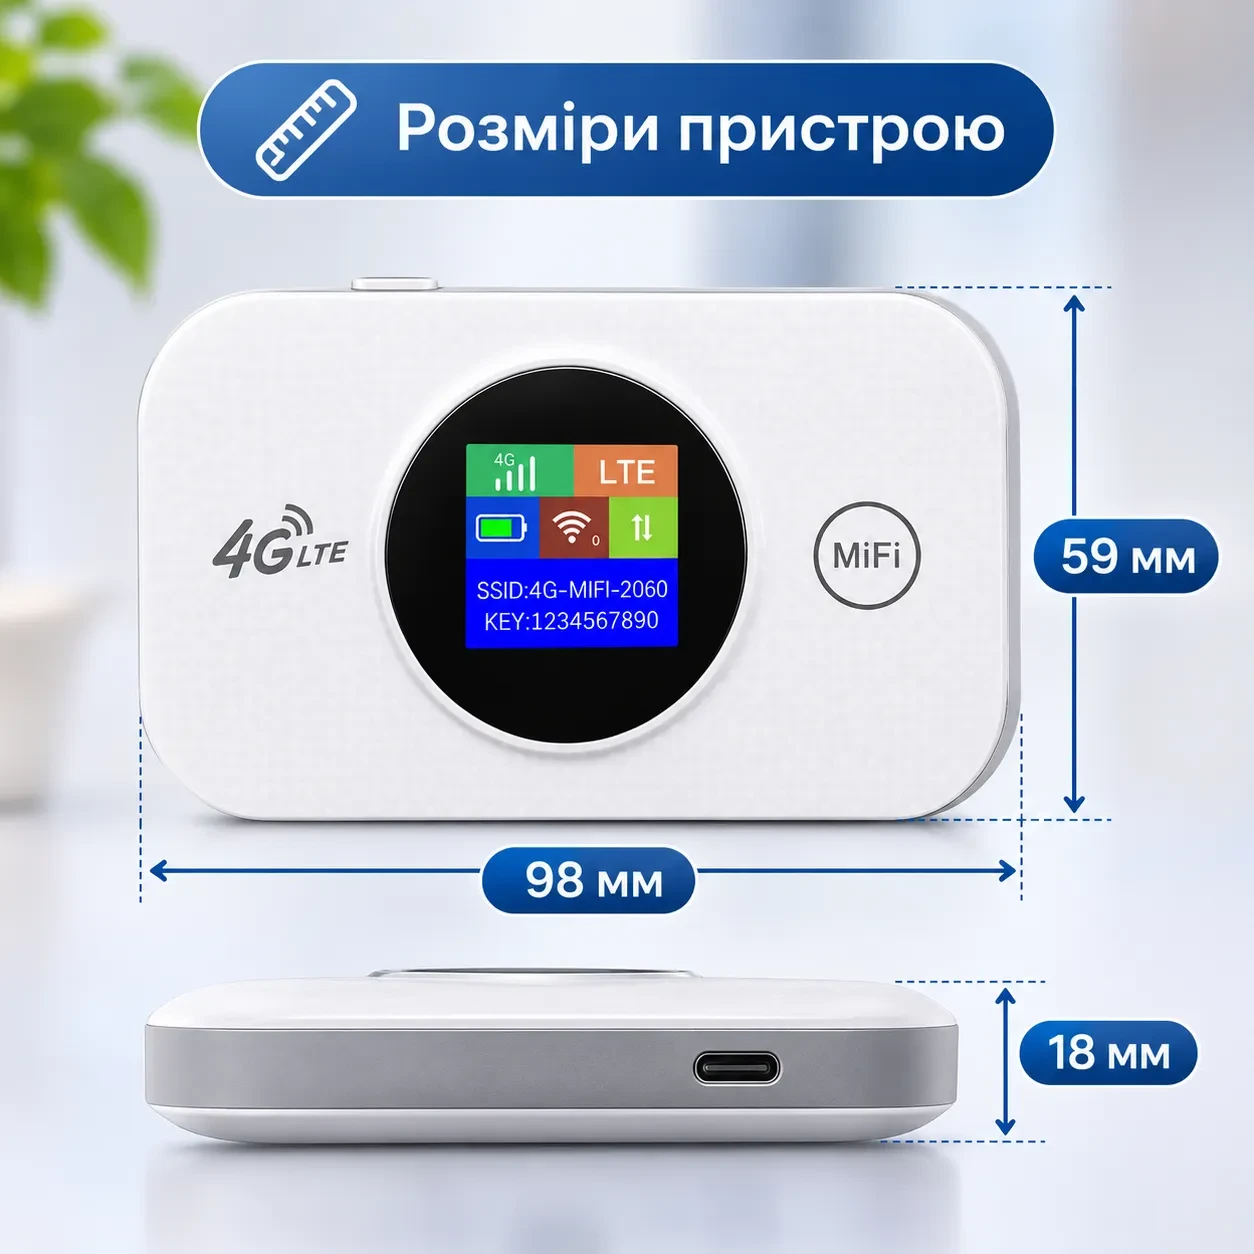 Розміри пристрою
4G LTE
4G
LTE
0
SSID:4G-MIFI-2060
KEY:1234567890
MiFi
59 мм
98 мм
18 мм